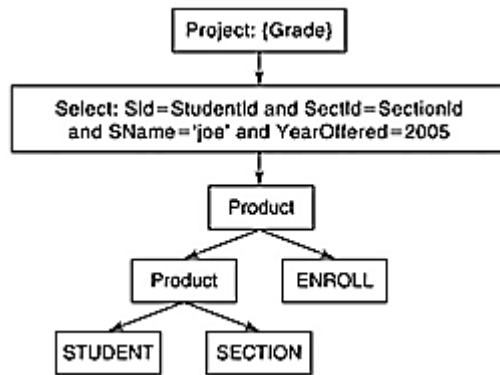 Project: {Grade}
Select: SId=StudentId and SectId=SectionId
and SName='joe' and YearOffered=2005
Product
Product
ENROLL
STUDENT
SECTION